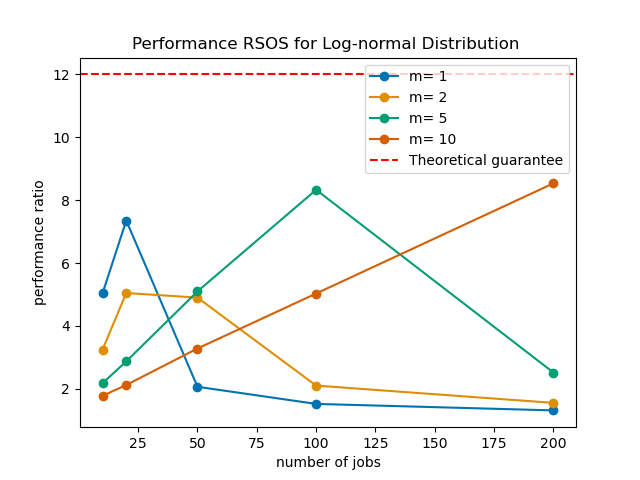 Performance RSOS for Log-normal Distribution
12
10
8
6
4
2
performance ratio
m= 1
m= 2
m= 5
m= 10
Theoretical guarantee
25
50
75
100
125
150
175
200
number of jobs